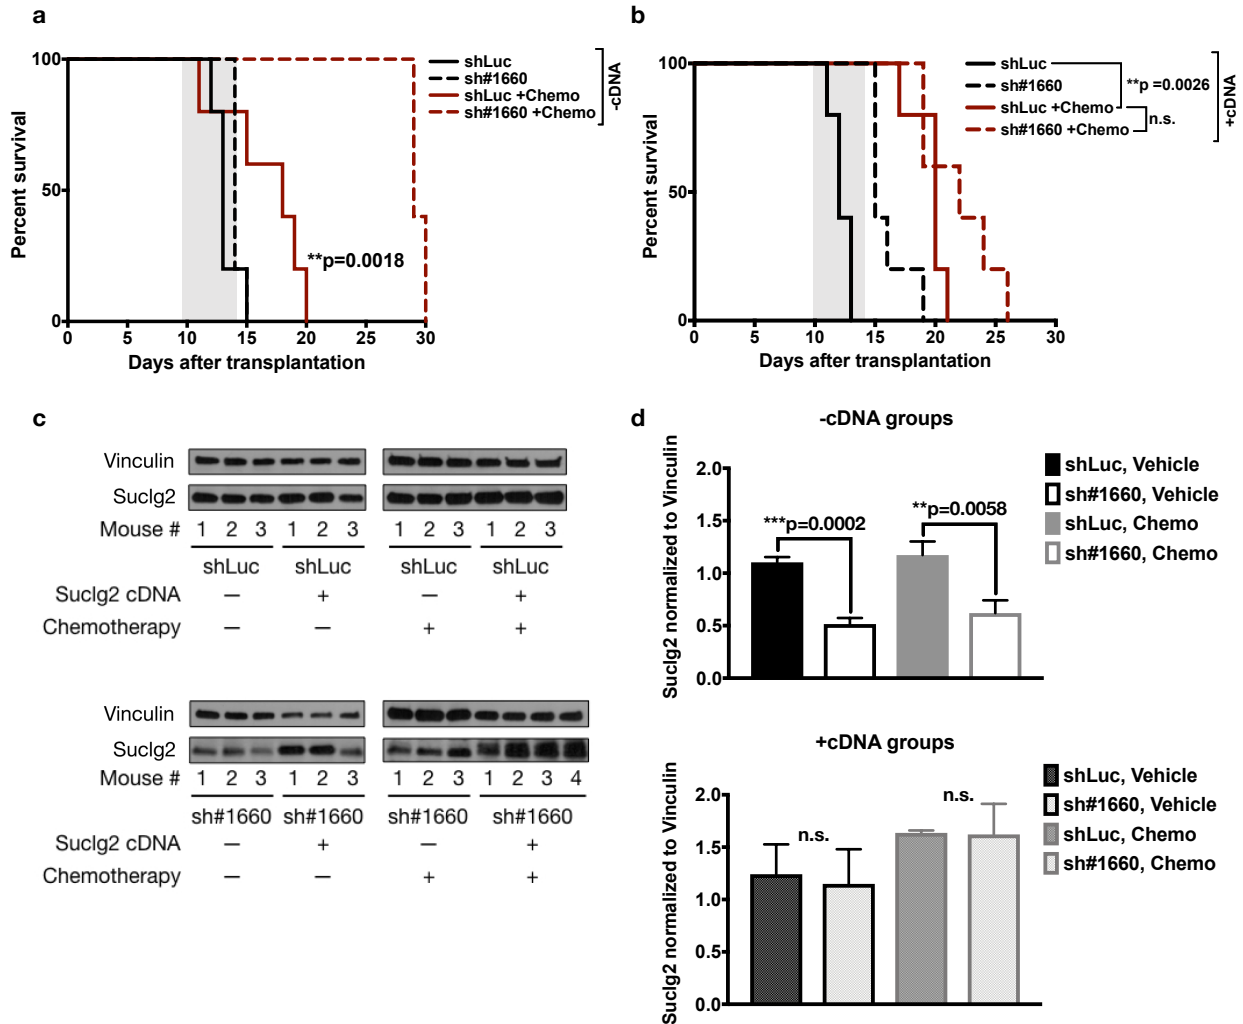 a
100
50
0
Percent survival
0 5 10 15 20 25 30
Days after transplantation
**p=0.0018
shLuc
sh#1660
shLuc +Chemo
sh#1660 +Chemo
-cDNA
b
100
50
0
Percent survival
0 5 10 15 20 25 30
Days after transplantation
shLuc
sh#1660
shLuc +Chemo
sh#1660 +Chemo
**p =0.0026
n.s.
+cDNA
c
Vinculin
Suclg2
Mouse # 1 2 3 1 2 3 1 2 3 1 2 3
shLuc shLuc shLuc shLuc
Suclg2 cDNA – + – +
Chemotherapy – – + +
Vinculin
Suclg2
Mouse # 1 2 3 1 2 3 1 2 3 1 2 3 4
sh#1660 sh#1660 sh#1660 sh#1660
Suclg2 cDNA – + – +
Chemotherapy – – + +
d
-cDNA groups
Suclg2 normalized to Vinculin
2.0
1.5
1.0
0.5
0.0
***p=0.0002
**p=0.0058
shLuc, Vehicle
sh#1660, Vehicle
shLuc, Chemo
sh#1660, Chemo
+cDNA groups
Suclg2 normalized to Vinculin
2.0
1.5
1.0
0.5
0.0
n.s.
n.s.
shLuc, Vehicle
sh#1660, Vehicle
shLuc, Chemo
sh#1660, Chemo